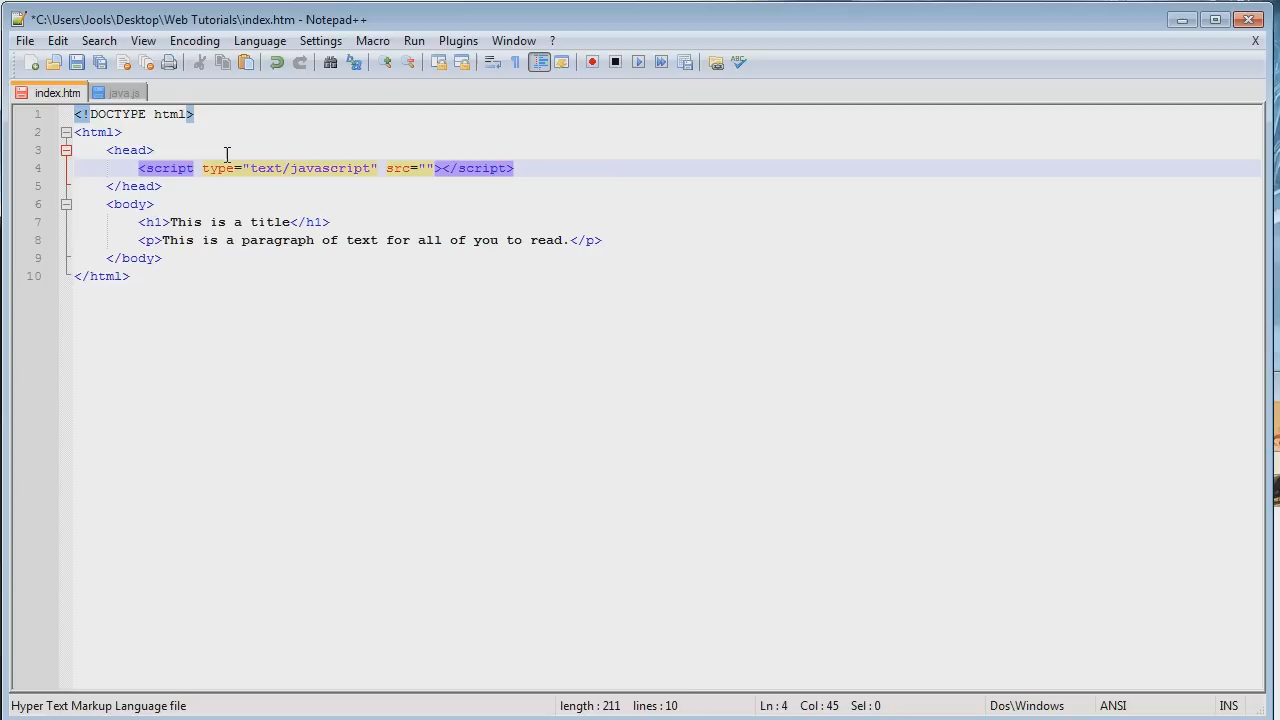 *C:\Users\Jools\Desktop\Web Tutorials\index.htm - Notepad++
File Edit Search View Encoding Language Settings Macro Run Plugins Window ? X
index.htm java.js
1 <!DOCTYPE html>
2 <html>
3 <head>
4 <script type="text/javascript" src=""></script>
5 </head>
6 <body>
7 <h1>This is a title</h1>
8 <p>This is a paragraph of text for all of you to read.</p>
9 </body>
10 </html>
Hyper Text Markup Language file length : 211 lines : 10 Ln : 4 Col : 45 Sel : 0 Dos\Windows ANSI INS